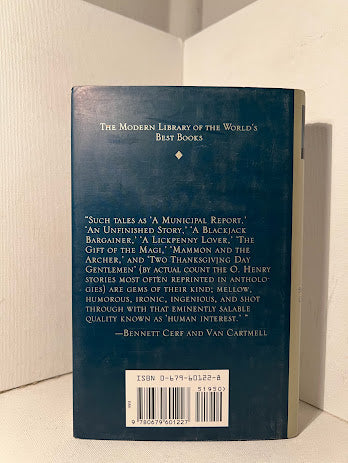 The Modern Library of the World's
Best Books
"Such tales as 'A Municipal Report,'
'An Unfinished Story,' 'A Blackjack
Bargainer,' 'A Lickpenny Lover,' 'The
Gift of the Magi,' 'Mammon and the
Archer,' and 'Two Thanksgiving Day
Gentlemen' (by actual count the O. Henry
stories most often reprinted in antholo-
gies) are gems of their kind; mellow,
humorous, ironic, ingenious, and shot
through with that eminently salable
quality known as 'human interest.' "
—Bennett Cerf and Van Cartmell
ISBN 0-679-60122-8
51950
9 780679 601227